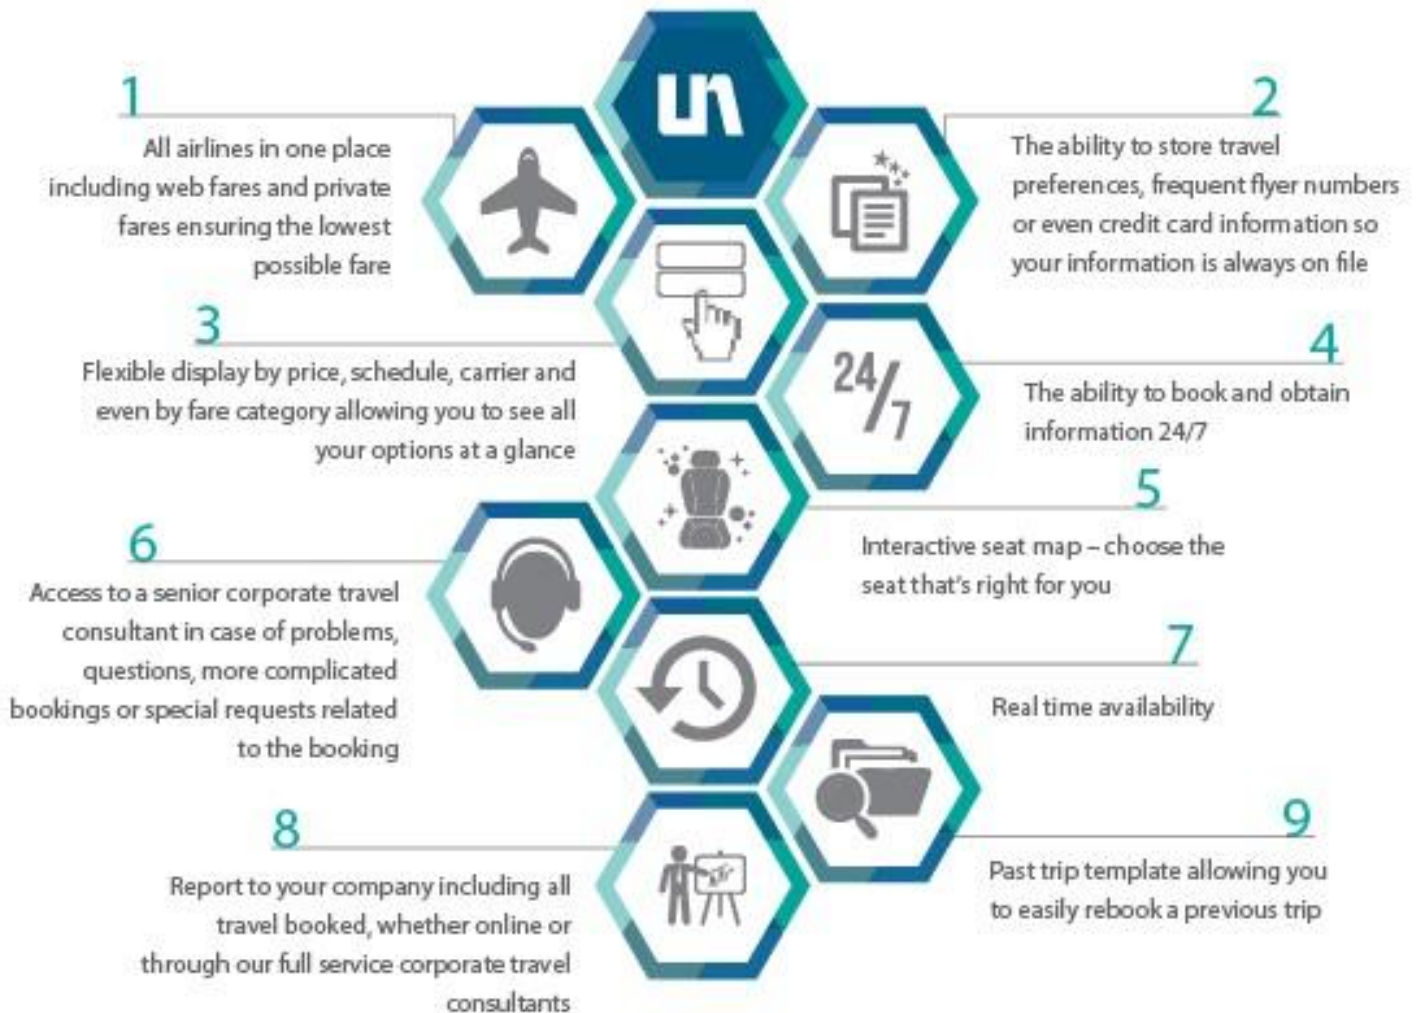 un
1
All airlines in one place
including web fares and private
fares ensuring the lowest
possible fare
2
The ability to store travel
preferences, frequent flyer numbers
or even credit card information so
your information is always on file
3
Flexible display by price, schedule, carrier and
even by fare category allowing you to see all
your options at a glance
24/7
4
The ability to book and obtain
information 24/7
5
Interactive seat map – choose the
seat that's right for you
6
Access to a senior corporate travel
consultant in case of problems,
questions, more complicated
bookings or special requests related
to the booking
7
Real time availability
8
Report to your company including all
travel booked, whether online or
through our full service corporate travel
consultants
9
Past trip template allowing you
to easily rebook a previous trip